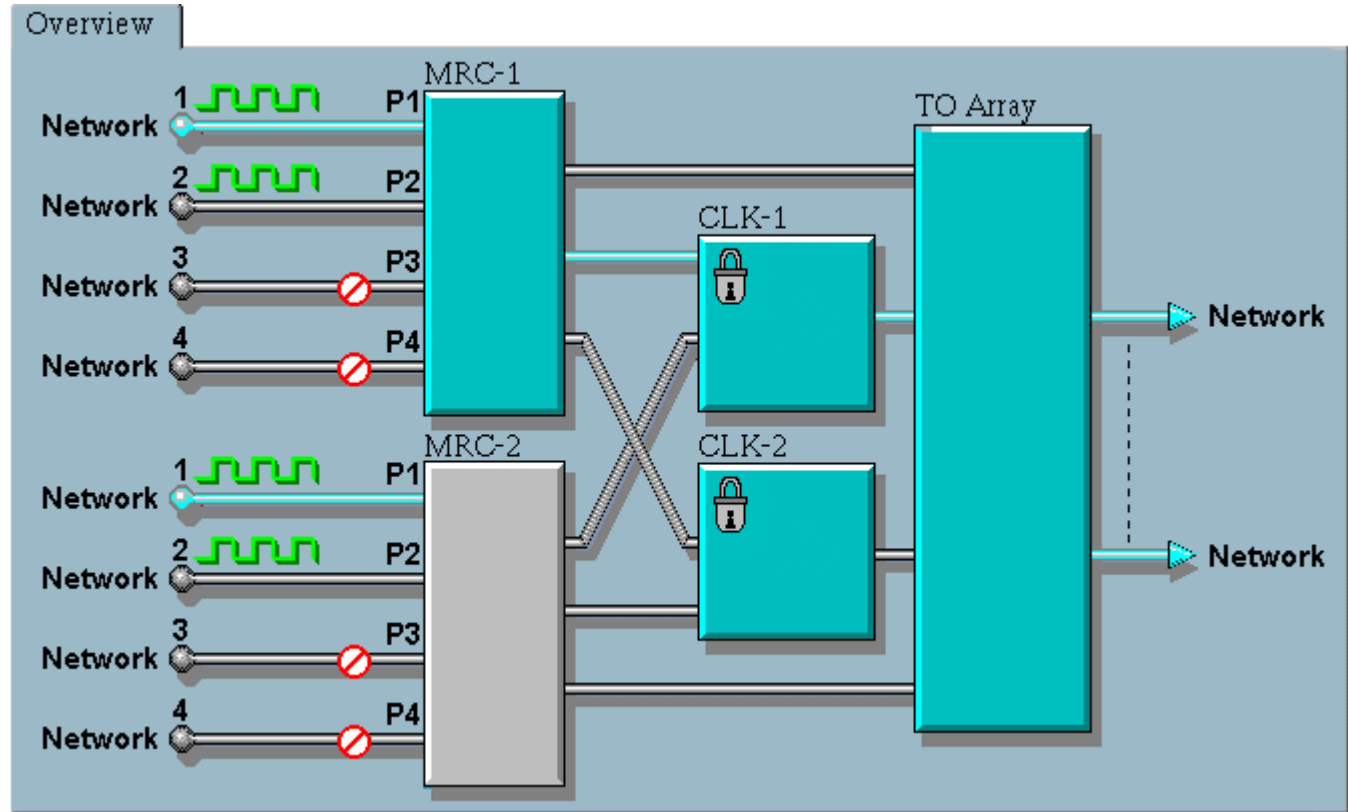 Overview
MRC-1
1 P1
Network
2 P2
Network
3 P3
Network
4 P4
Network
TO Array
CLK-1
Network
MRC-2
1 P1
Network
2 P2
Network
3 P3
Network
4 P4
Network
CLK-2
Network